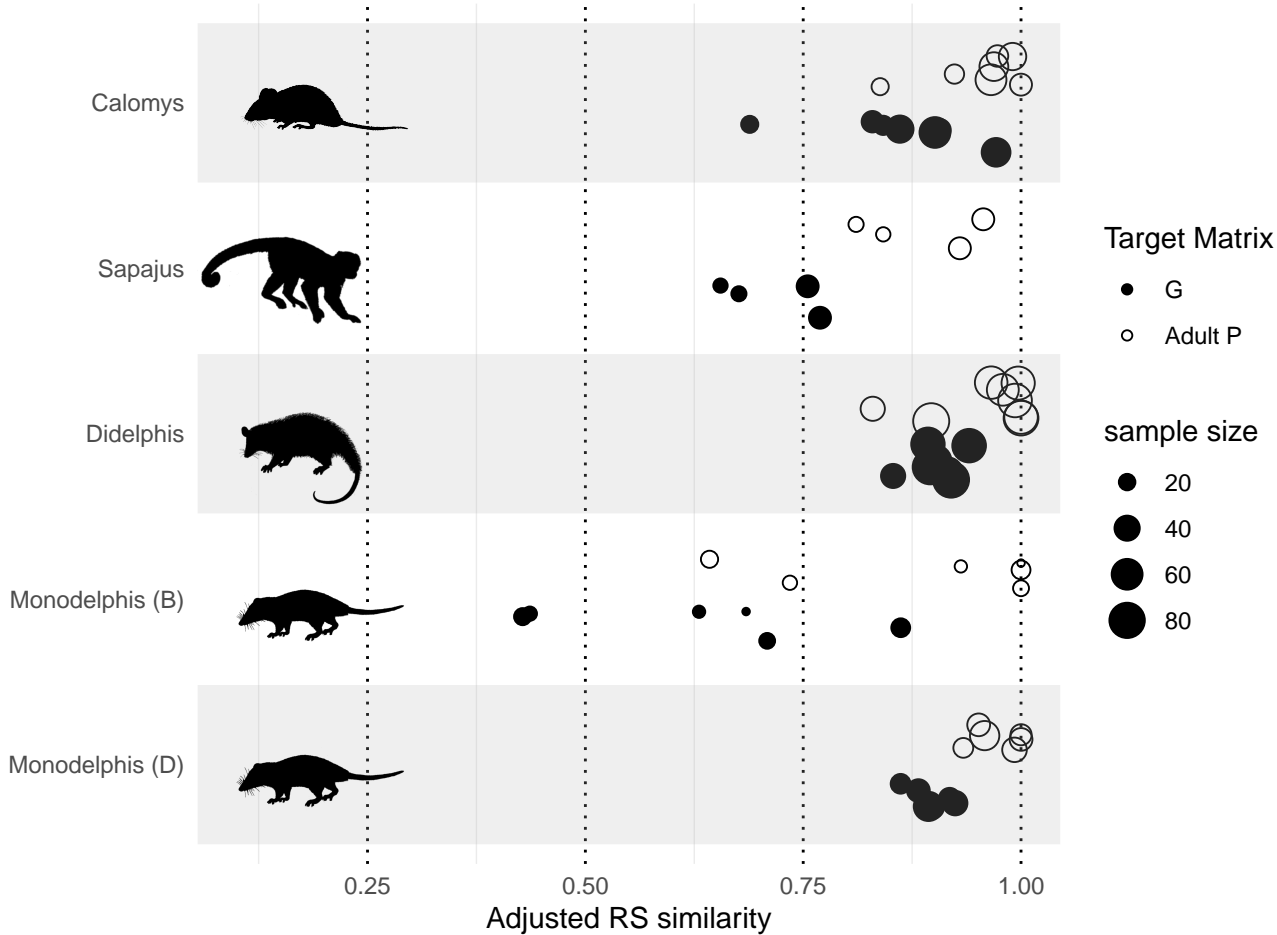 Calomys
Sapajus
Didelphis
Monodelphis (B)
Monodelphis (D)
0.25 0.50 0.75 1.00
Adjusted RS similarity
Target Matrix
G
Adult P
sample size
20
40
60
80